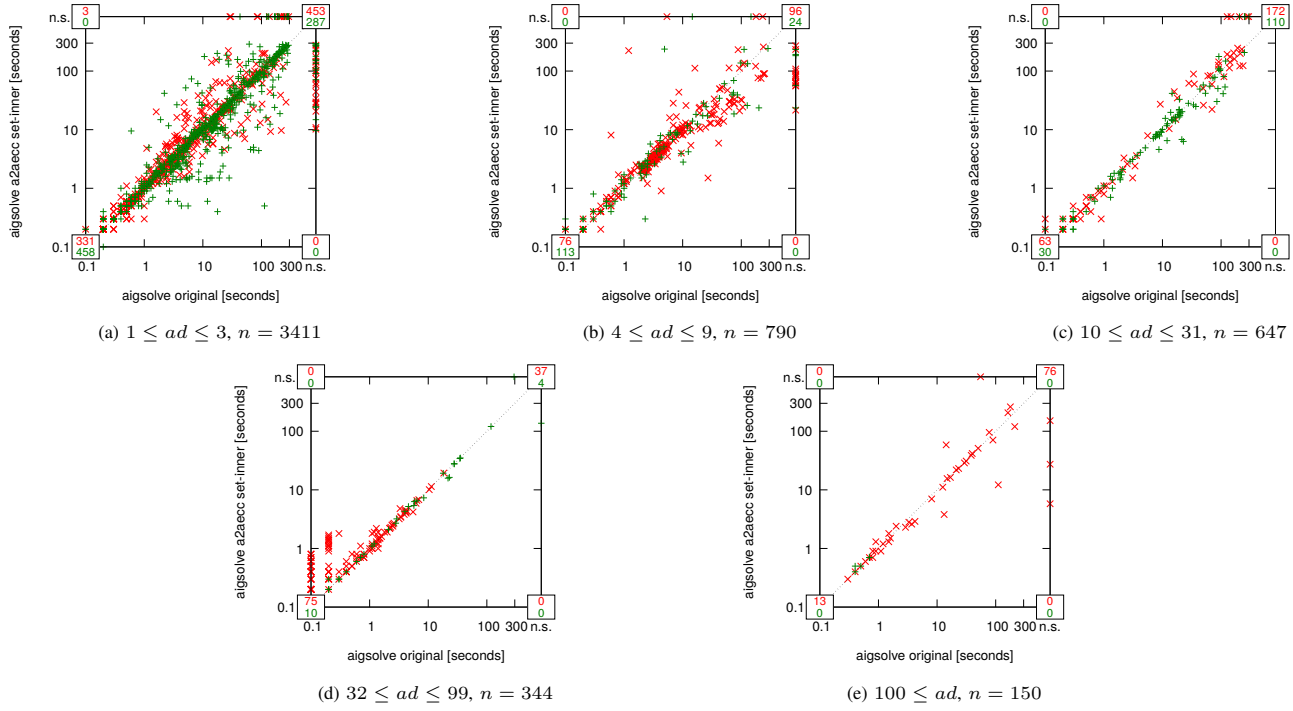 3
0
453
287
n.s.
300
100
10
1
0.1
aigsolve a2aecc set-inner [seconds]
331
458
0
0
0.1 1 10 100 300 n.s.
aigsolve original [seconds]
(a) 1 ≤ ad ≤ 3, n = 3411
0
0
96
24
n.s.
300
100
10
1
0.1
aigsolve a2aecc set-inner [seconds]
76
113
0
0
0.1 1 10 100 300 n.s.
aigsolve original [seconds]
(b) 4 ≤ ad ≤ 9, n = 790
0
0
172
110
n.s.
300
100
10
1
0.1
aigsolve a2aecc set-inner [seconds]
63
30
0
0
0.1 1 10 100 300 n.s.
aigsolve original [seconds]
(c) 10 ≤ ad ≤ 31, n = 647
0
0
37
4
n.s.
300
100
10
1
0.1
aigsolve a2aecc set-inner [seconds]
75
10
0
0
0.1 1 10 100 300 n.s.
aigsolve original [seconds]
(d) 32 ≤ ad ≤ 99, n = 344
0
0
76
0
n.s.
300
100
10
1
0.1
aigsolve a2aecc set-inner [seconds]
13
0
0
0
0.1 1 10 100 300 n.s.
aigsolve original [seconds]
(e) 100 ≤ ad, n = 150